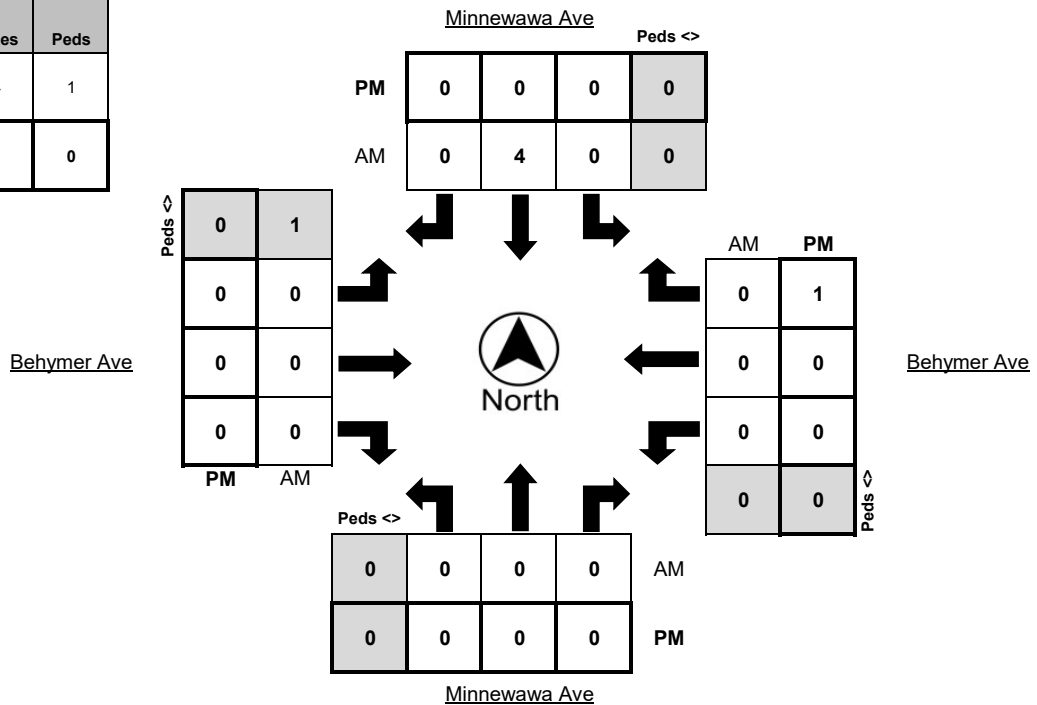 Minnewawa Ave
Peds <>
es Peds
PM 0 0 0 0
1
AM 0 4 0 0
0
Peds <> 0 1
AM PM
0 0
0 1
Behymer Ave 0 0
0 0 Behymer Ave
North
0 0
0 0
PM AM
0 0 Peds <>
Peds <>
0 0 0 0 AM
0 0 0 0 PM
Minnewawa Ave